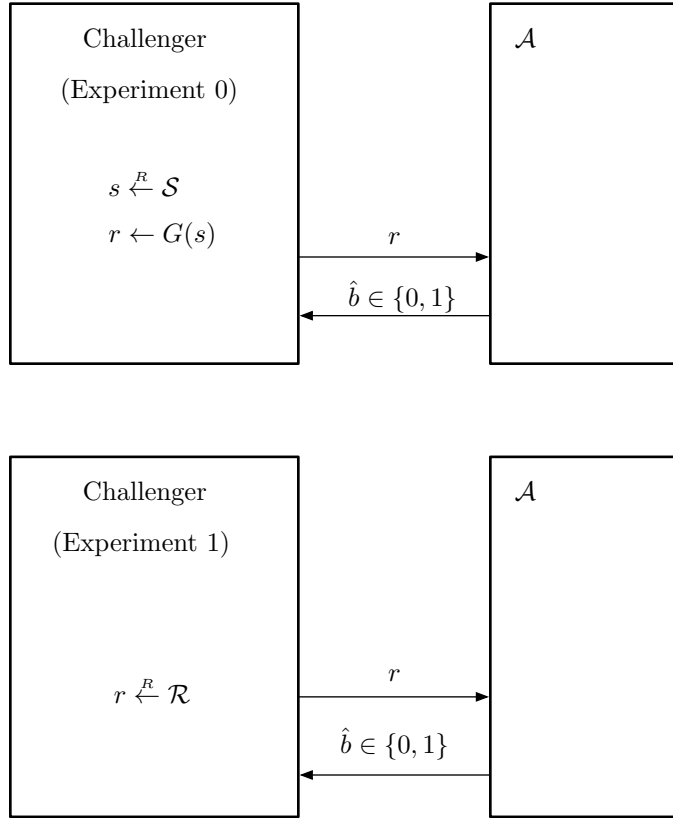 Challenger
(Experiment 0)
𝒜
s ←ᴿ 𝒮
r ← G(s)
r
b̂ ∈ {0, 1}
Challenger
(Experiment 1)
𝒜
r ←ᴿ ℛ
r
b̂ ∈ {0, 1}